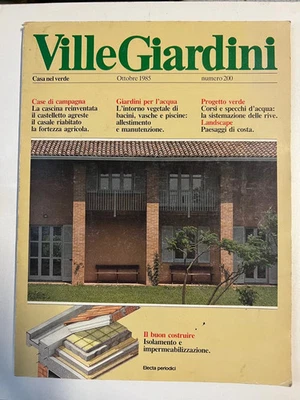 VilleGiardini
Casa nel verde
Ottobre 1985
numero 200
Case di campagna
La cascina reinventata
il castelletto agreste
il casale riabitato
la fortezza agricola.
Giardini per l'acqua
L'intorno vegetale di
bacini, vasche e piscine:
allestimento
e manutenzione.
Progetto verde
Corsi e specchi d'acqua:
la sistemazione delle rive.
Landscape
Paesaggi di costa.
Il buon costruire
Isolamento e
impermeabilizzazione.
Electa periodici